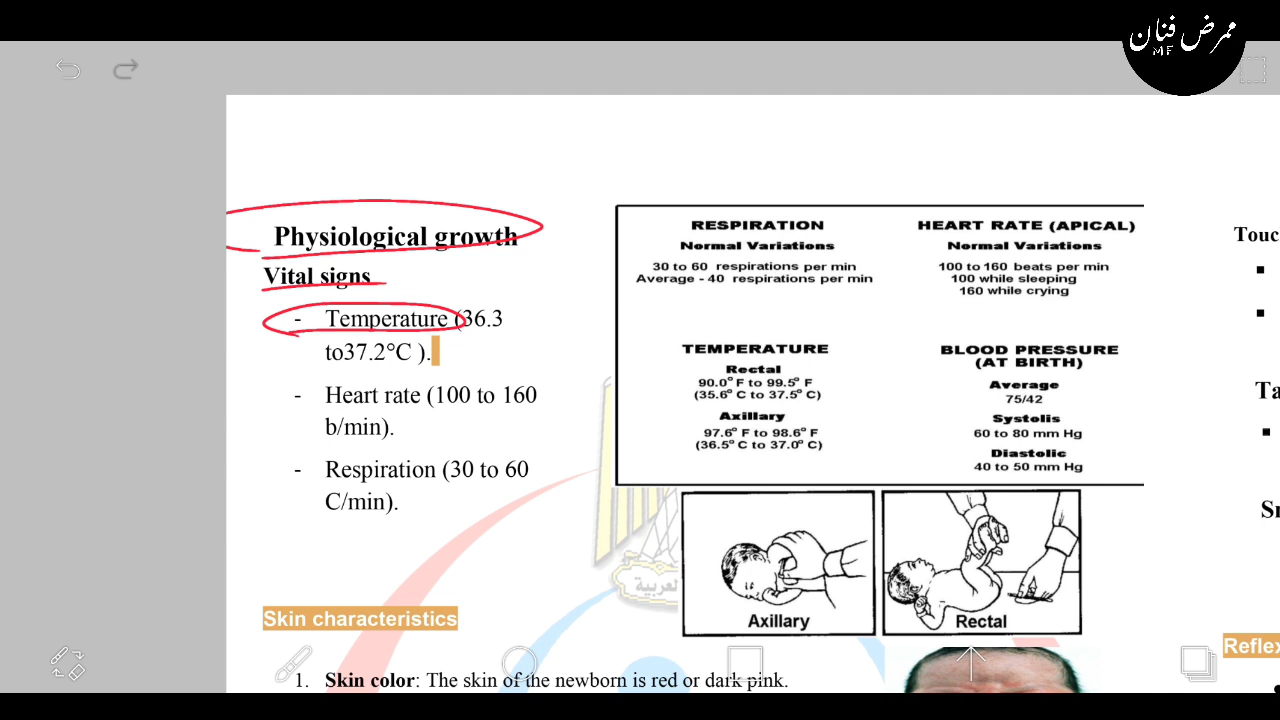 ممرض فنان
MF
Physiological growth
Vital signs
- Temperature (36.3
to37.2°C ).
- Heart rate (100 to 160
b/min).
- Respiration (30 to 60
C/min).
Skin characteristics
1. Skin color: The skin of the newborn is red or dark pink.
RESPIRATION
Normal Variations
30 to 60 respirations per min
Average - 40 respirations per min
HEART RATE (APICAL)
Normal Variations
100 to 160 beats per min
100 while sleeping
160 while crying
TEMPERATURE
Rectal
90.0° F to 99.5° F
(35.6° C to 37.5° C)
Axillary
97.6° F to 98.6° F
(36.5° C to 37.0° C)
BLOOD PRESSURE
(AT BIRTH)
Average
75/42
Systolis
60 to 80 mm Hg
Diastolic
40 to 50 mm Hg
Axillary
Rectal
العربية
Touc
Ta
Sr
Reflex